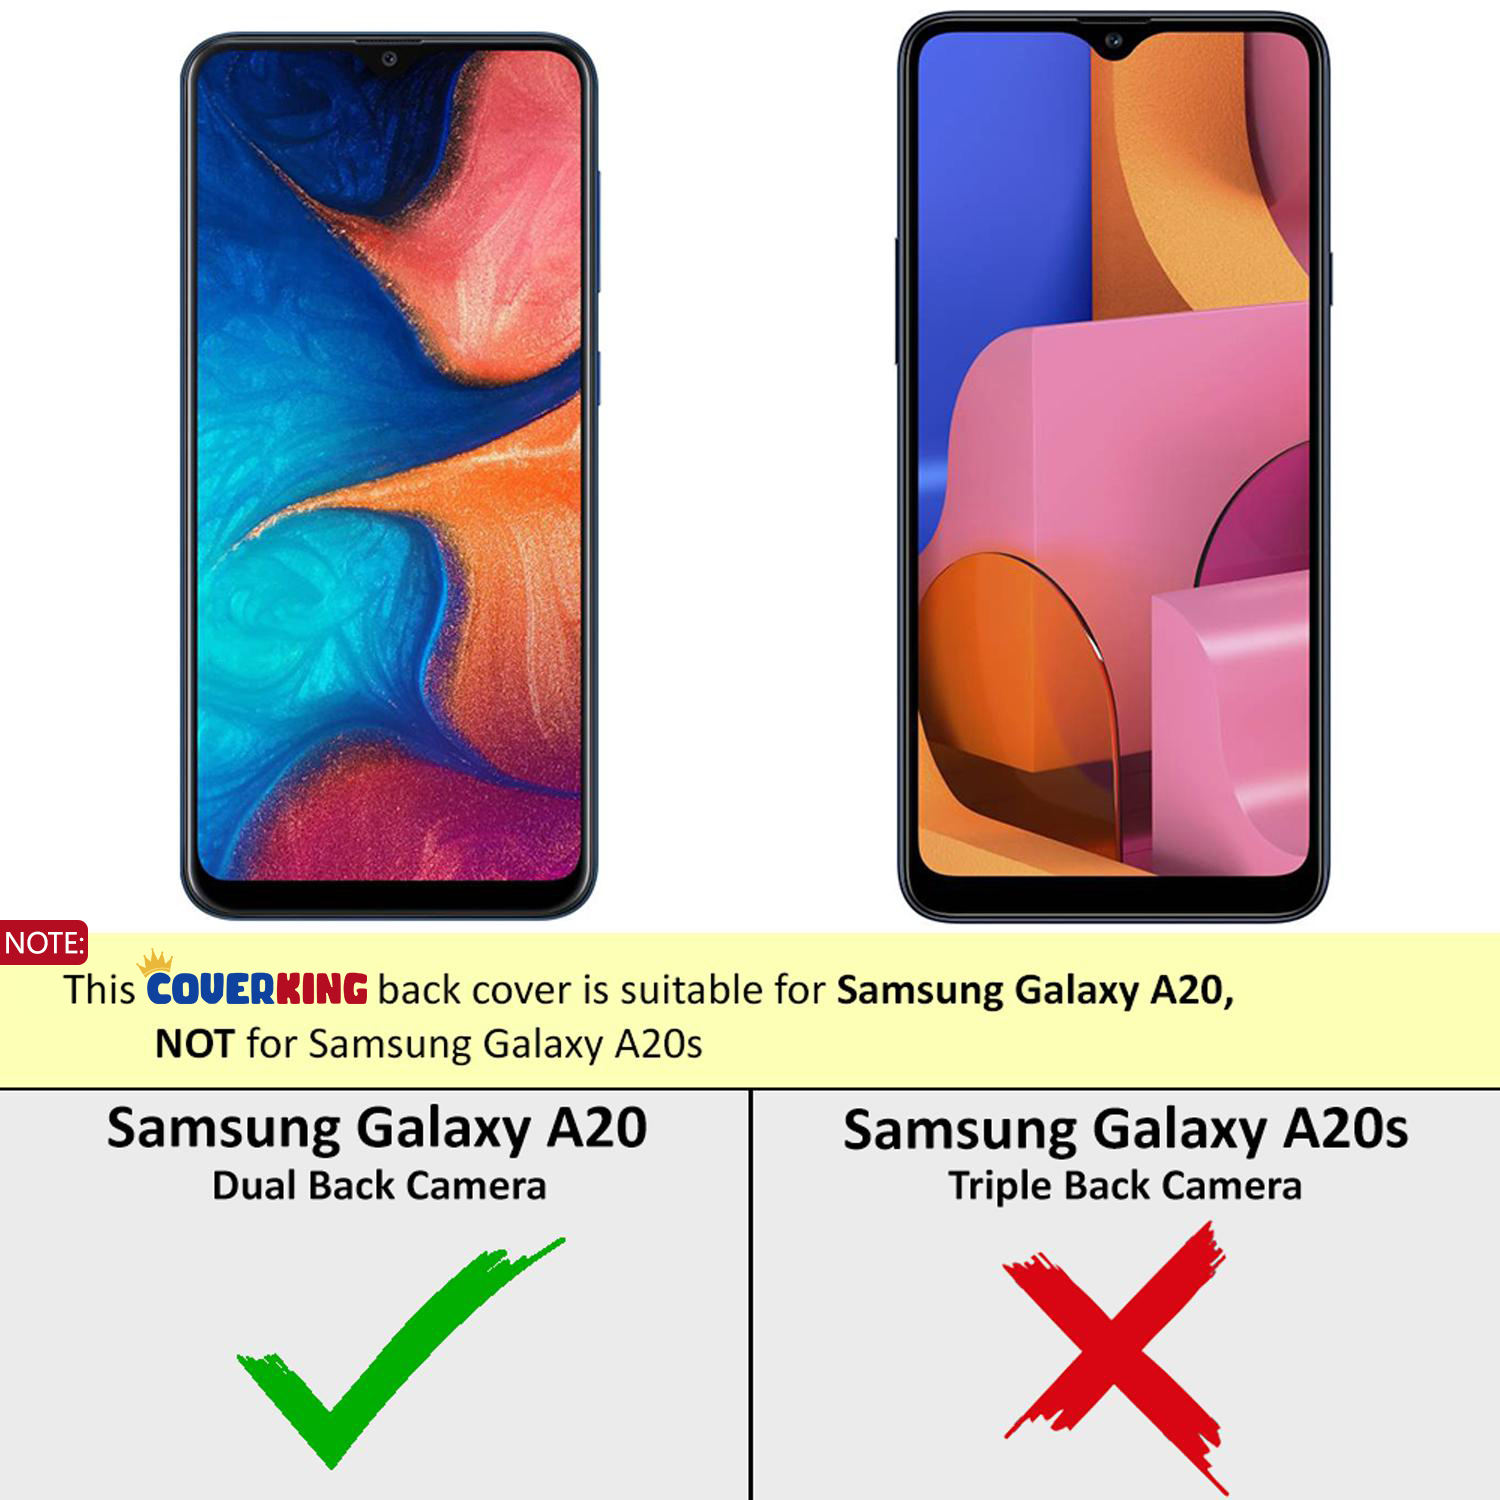 NOTE:
This COVERKING back cover is suitable for Samsung Galaxy A20,
NOT for Samsung Galaxy A20s
Samsung Galaxy A20
Dual Back Camera
Samsung Galaxy A20s
Triple Back Camera